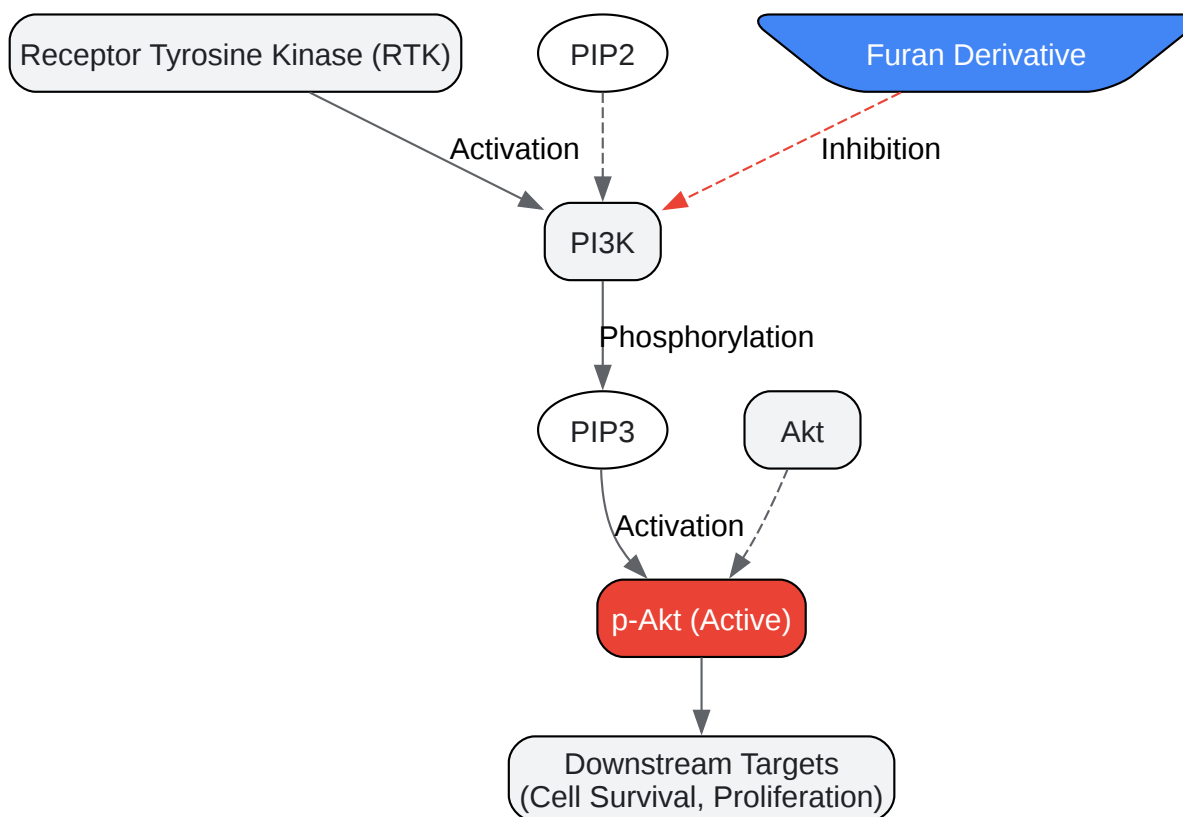 Receptor Tyrosine Kinase (RTK)
PIP2
Furan Derivative
Activation
Inhibition
PI3K
Phosphorylation
PIP3
Akt
Activation
p-Akt (Active)
Downstream Targets
(Cell Survival, Proliferation)